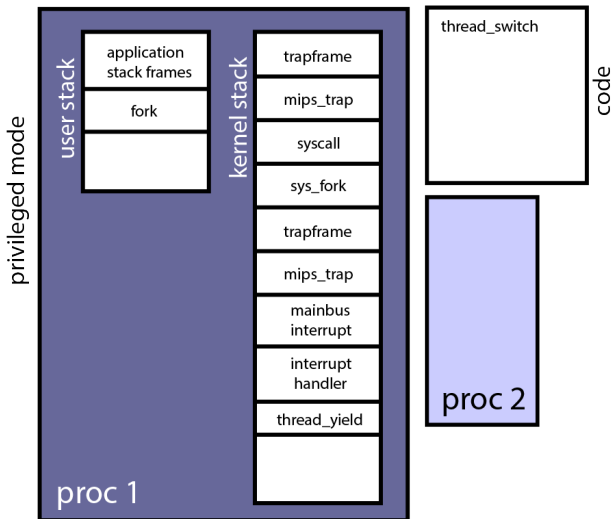 privileged mode
user stack
application
stack frames
fork
kernel stack
trapframe
mips_trap
syscall
sys_fork
trapframe
mips_trap
mainbus
interrupt
interrupt
handler
thread_yield
proc 1
thread_switch
code
proc 2